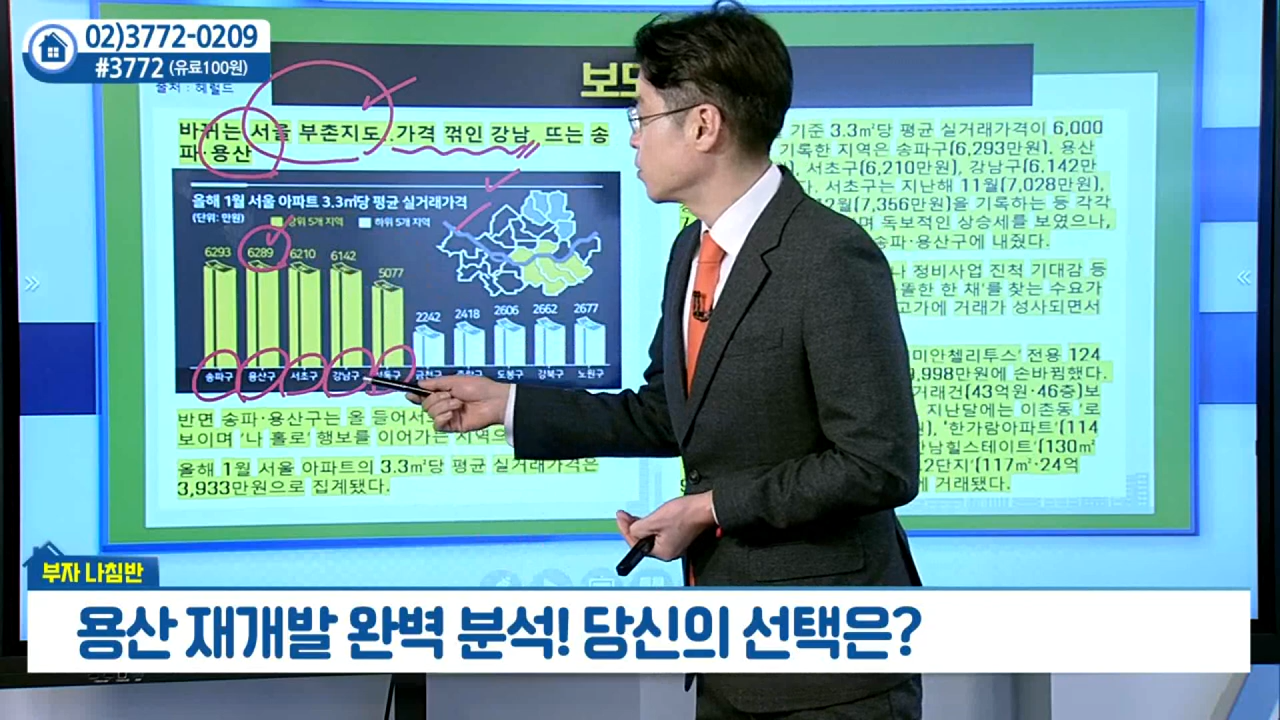 02)3772-0209
#3772 (유료100원)
출처 : 헤럴드
보도
바뀌는 서울 부촌지도..가격 꺾인 강남, 뜨는 송
파·용산
올해 1월 서울 아파트 3.3㎡당 평균 실거래가격
(단위: 만원)
상위 5개 지역 하위 5개 지역
6293 6289 6210 6142 5077 2242 2418 2606 2662 2677
송파구 용산구 서초구 강남구 도봉구 강북구 노원구
반면 송파·용산구는 올 들어서
보이며 '나 홀로' 행보를 이어가는 지역으
올해 1월 서울 아파트의 3.3㎡당 평균 실거래가격은
3,933만원으로 집계됐다.
기준 3.3㎡당 평균 실거래가격이 6,000
기록한 지역은 송파구(6,293만원), 용산
, 서초구(6,210만원), 강남구(6,142만
다. 서초구는 지난해 11월(7,028만원),
12월(7,356만원)을 기록하는 등 각각
며 독보적인 상승세를 보였으나,
송파·용산구에 내줬다.
나 정비사업 진척 기대감 등
'똘똘한 한 채'를 찾는 수요가
고가에 거래가 성사되면서
미안첼리투스' 전용 124
9,998만원에 손바뀜했다.
거래건(43억원·46층)보
지난달에는 이촌동 '로
, '한가람아파트'(114
한남힐스테이트'(130㎡
2단지'(117㎡·24억
에 거래됐다.
부자 나침반
용산 재개발 완벽 분석! 당신의 선택은?